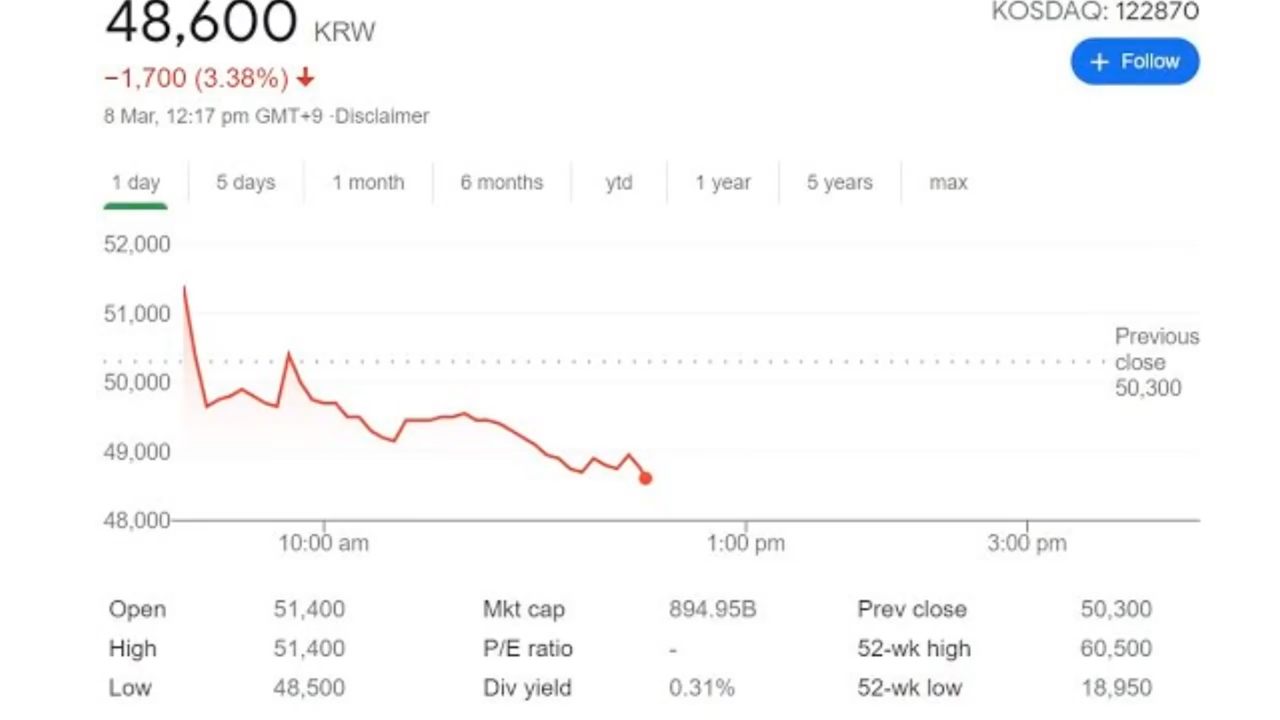 48,600 KRW
KOSDAQ: 122870
+ Follow
−1,700 (3.38%) ↓
8 Mar, 12:17 pm GMT+9 ·Disclaimer
1 day 5 days 1 month 6 months ytd 1 year 5 years max
52,000
51,000
Previous
close
50,300
50,000
49,000
48,000
10:00 am 1:00 pm 3:00 pm
Open 51,400 Mkt cap 894.95B Prev close 50,300
High 51,400 P/E ratio - 52-wk high 60,500
Low 48,500 Div yield 0.31% 52-wk low 18,950